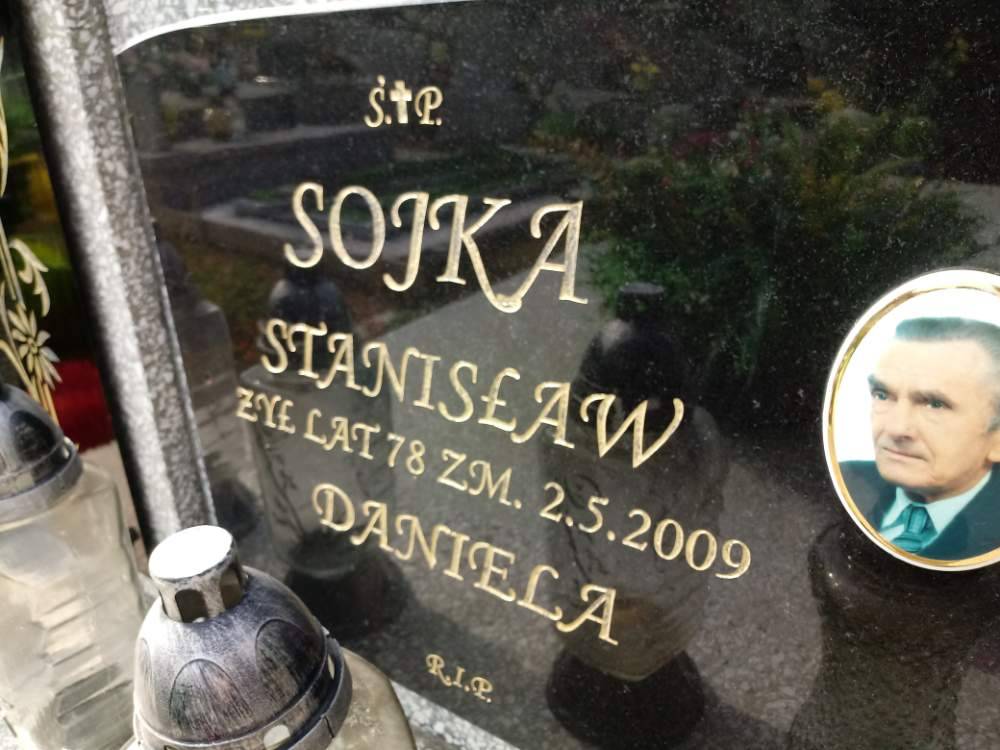 Ś.†P.
SOJKA
STANISŁAW
ŻYŁ LAT 78 ZM. 2.5.2009
DANIELA
R.I.P.